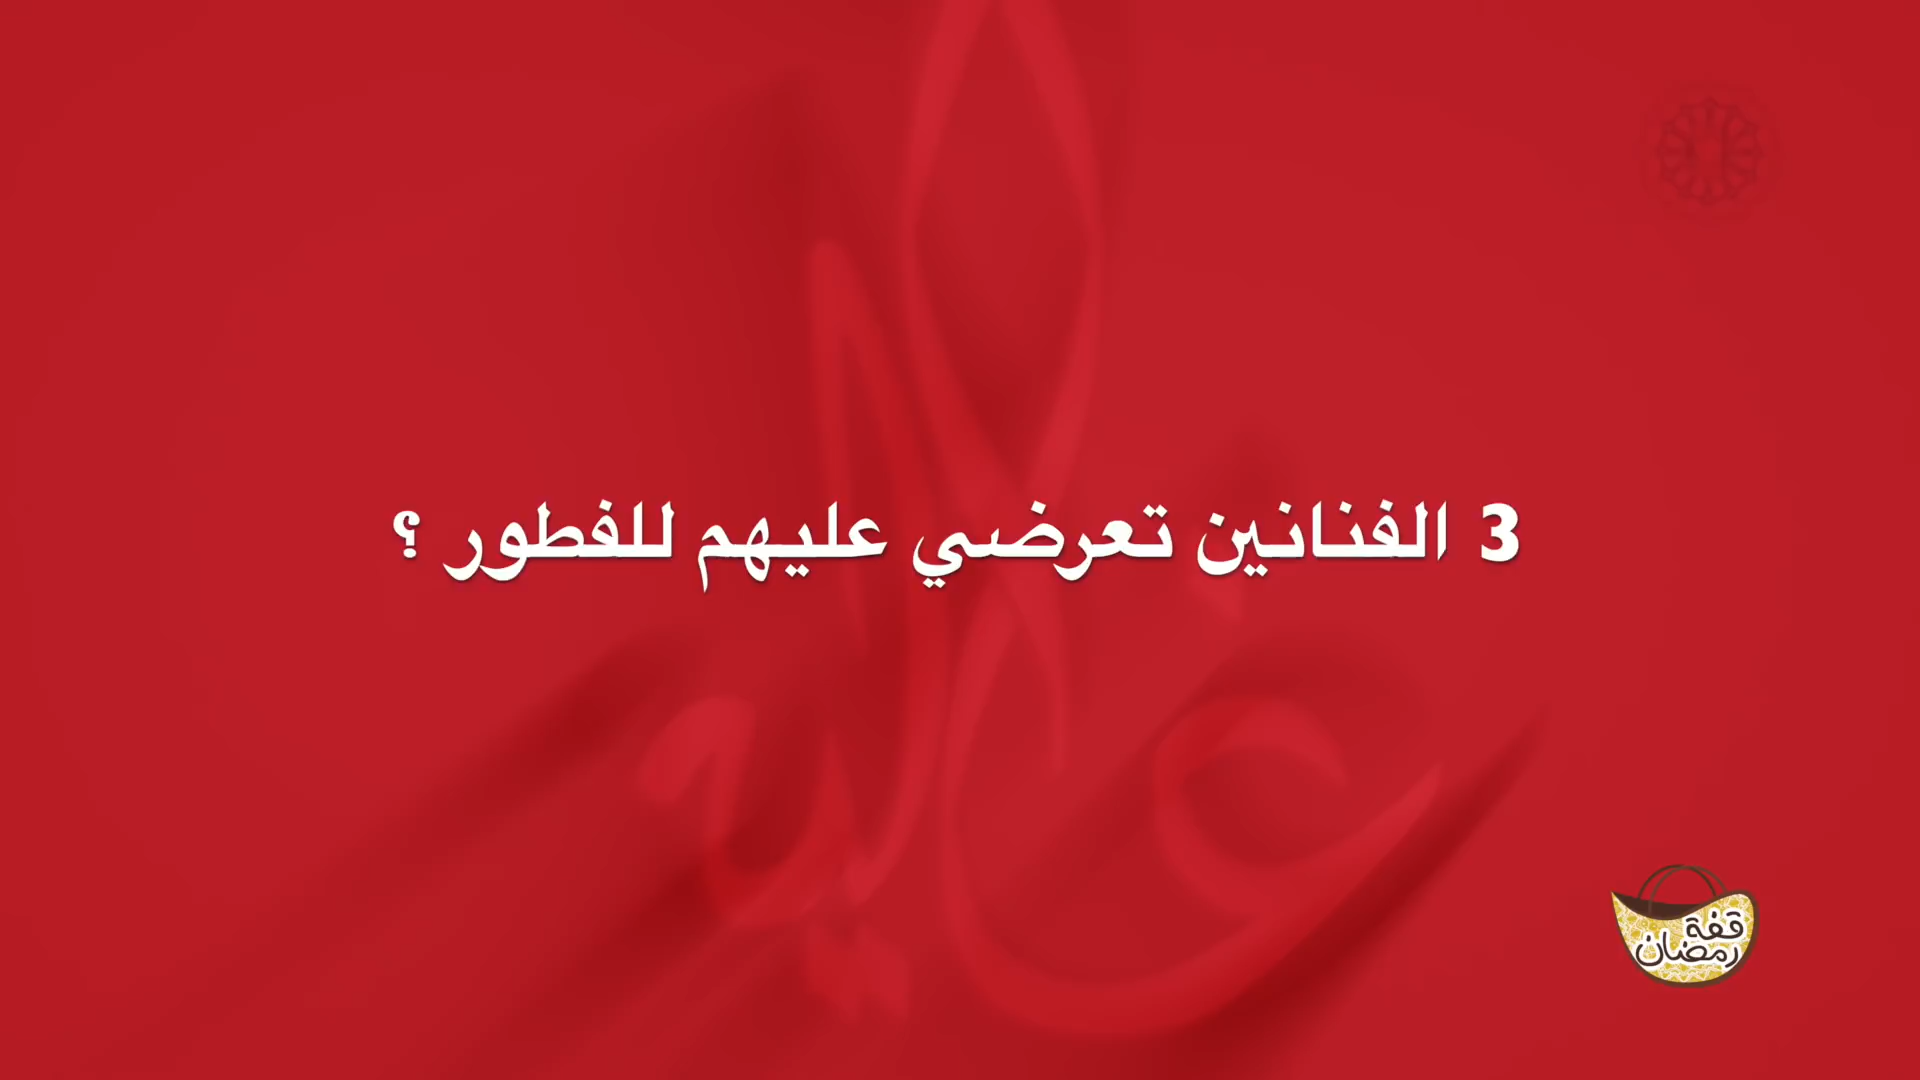 3 الفنانين تعرضي عليهم للفطور ؟
قفة
رمضان